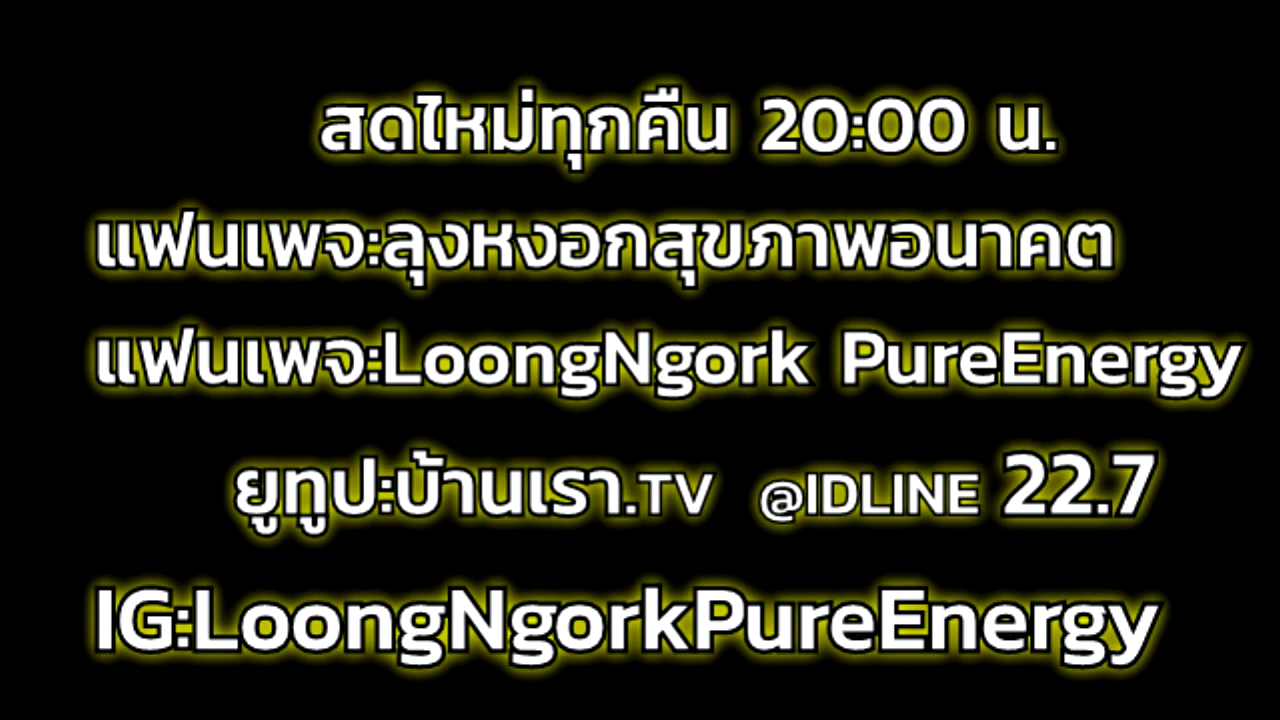 สดไหม่ทุกคืน 20:00 น.
แฟนเพจ:ลุงหงอกสุขภาพอนาคต
แฟนเพจ:LoongNgork PureEnergy
ยูทูป:บ้านเรา.TV @IDLINE 22.7
IG:LoongNgorkPureEnergy